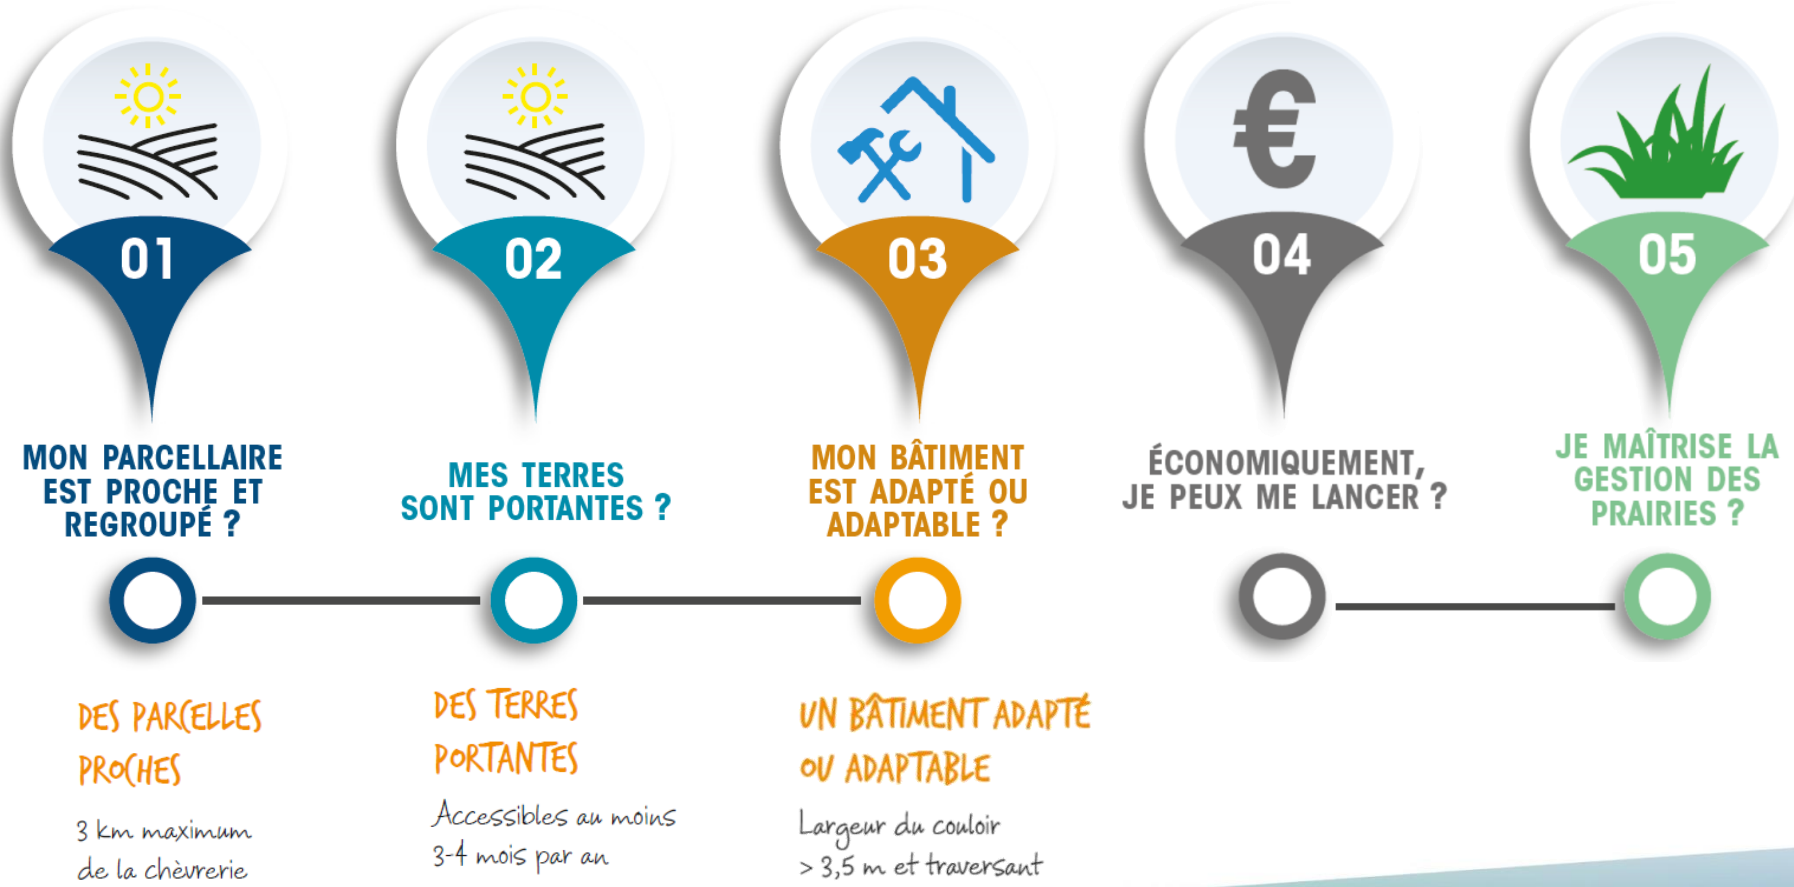 01
MON PARCELLAIRE
EST PROCHE ET
REGROUPÉ ?
DES PARCELLES
PROCHES
3 km maximum
de la chèvrerie
02
MES TERRES
SONT PORTANTES ?
DES TERRES
PORTANTES
Accessibles au moins
3-4 mois par an
03
MON BÂTIMENT
EST ADAPTÉ OU
ADAPTABLE ?
UN BÂTIMENT ADAPTÉ
OU ADAPTABLE
Largeur du couloir
> 3,5 m et traversant
€
04
ÉCONOMIQUEMENT,
JE PEUX ME LANCER ?
05
JE MAÎTRISE LA
GESTION DES
PRAIRIES ?